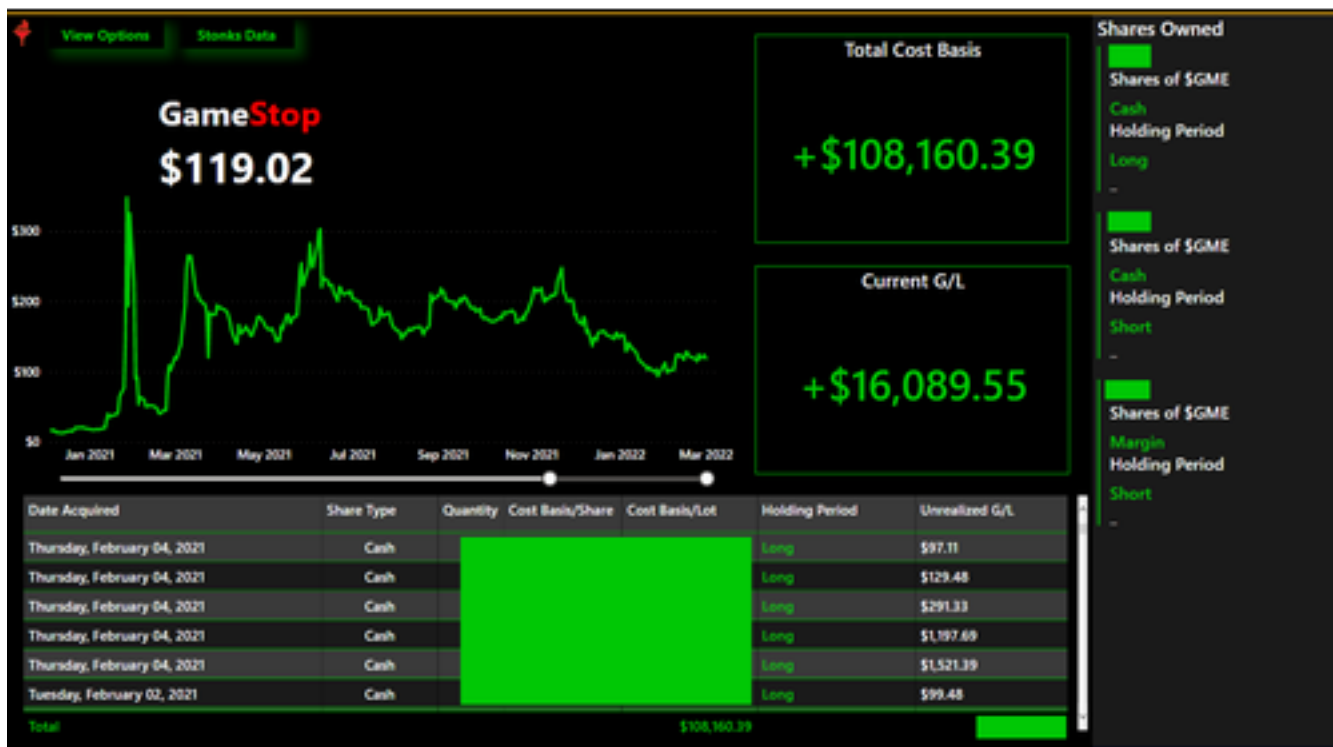 View Options
Stonks Data
GameStop
$119.02
$300
$200
$100
$0
Jan 2021 Mar 2021 May 2021 Jul 2021 Sep 2021 Nov 2021 Jan 2022 Mar 2022
Total Cost Basis
+$108,160.39
Current G/L
+$16,089.55
Date Acquired Share Type Quantity Cost Basis/Share Cost Basis/Lot Holding Period Unrealized G/L
Thursday, February 04, 2021 Cash Long $97.11
Thursday, February 04, 2021 Cash Long $129.48
Thursday, February 04, 2021 Cash Long $291.33
Thursday, February 04, 2021 Cash Long $1,197.69
Thursday, February 04, 2021 Cash Long $1,521.39
Tuesday, February 02, 2021 Cash Long $99.48
Total $108,160.39
Shares Owned
Shares of $GME
Cash
Holding Period
Long
–
Shares of $GME
Cash
Holding Period
Short
–
Shares of $GME
Margin
Holding Period
Short
–